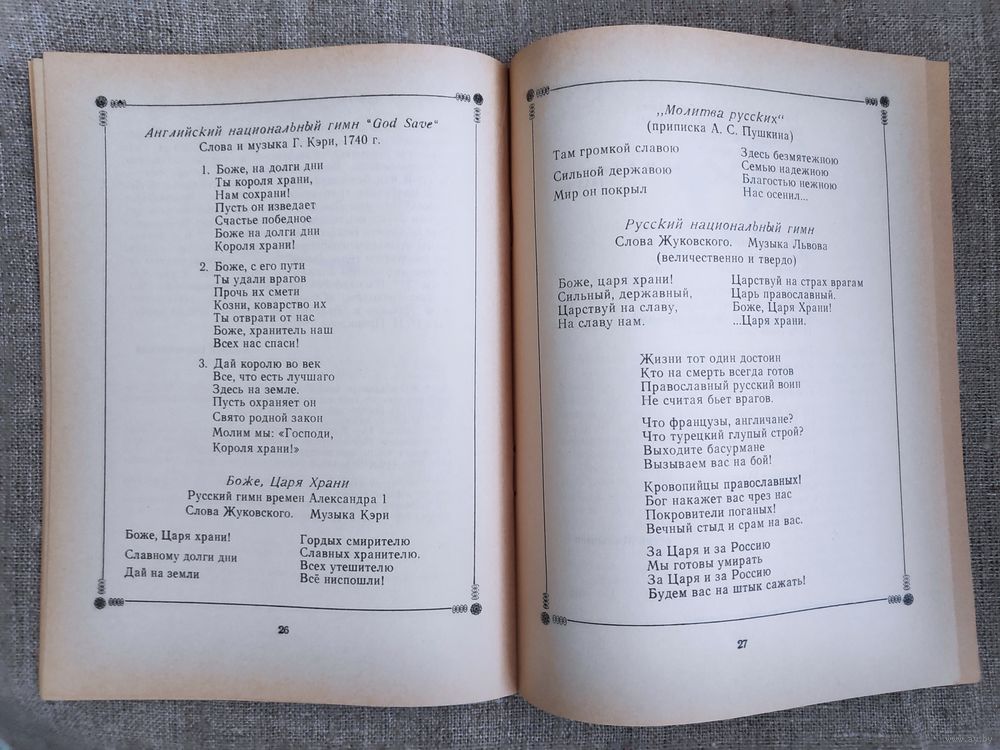 Английский национальный гимн "God Save"
Слова и музыка Г. Кэри, 1740 г.
1. Боже, на долги дни
Ты короля храни,
Нам сохрани!
Пусть он изведает
Счастье победное
Боже на долги дни
Короля храни!
2. Боже, с его пути
Ты удали врагов
Прочь их смети
Козни, коварство их
Ты отврати от нас
Боже, хранитель наш
Всех нас спаси!
3. Дай королю во век
Все, что есть лучшаго
Здесь на земле.
Пусть охраняет он
Свято родной закон
Молим мы: «Господи,
Короля храни!»
Боже, Царя Храни
Русский гимн времен Александра 1
Слова Жуковского. Музыка Кэри
Боже, Царя храни!
Славному долги дни
Дай на земли
Гордых смирителю
Славных хранителю.
Всех утешителю
Всё ниспошли!
26
„Молитва русских"
(приписка А. С. Пушкина)
Там громкой славою
Сильной державою
Мир он покрыл
Здесь безмятежною
Семью надежною
Благостью нежною
Нас осенил...
Русский национальный гимн
Слова Жуковского. Музыка Львова
(величественно и твердо)
Боже, царя храни!
Сильный, державный,
Царствуй на славу,
На славу нам.
Царствуй на страх врагам
Царь православный.
Боже, Царя Храни!
...Царя храни.
Жизни тот один достоин
Кто на смерть всегда готов
Православный русский воин
Не считая бьет врагов.
Что французы, англичане?
Что турецкий глупый строй?
Выходите басурмане
Вызываем вас на бой!
Кровопийцы православных!
Бог накажет вас чрез нас
Покровители поганых!
Вечный стыд и срам на вас.
За Царя и за Россию
Мы готовы умирать
За Царя и за Россию
Будем вас на штык сажать!
27
www.ay.by